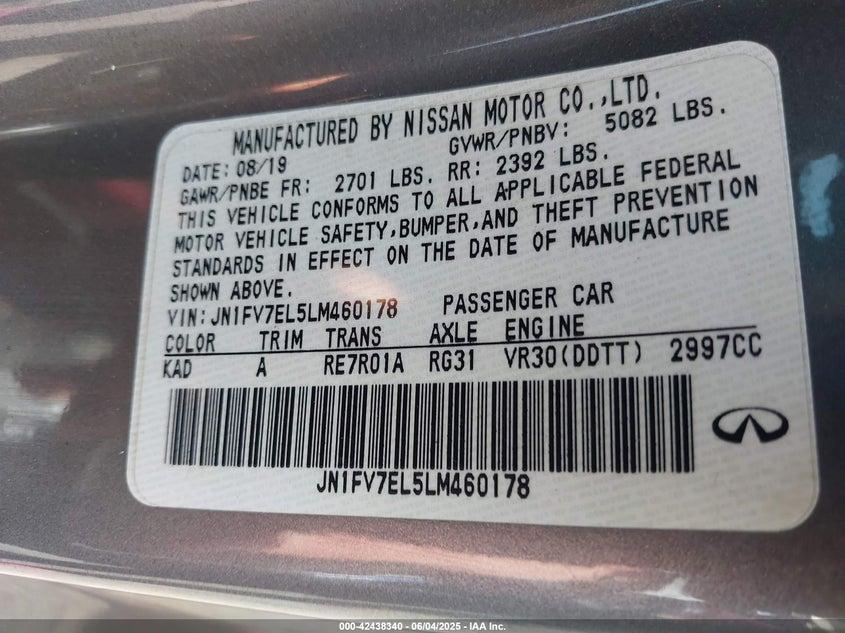 MANUFACTURED BY NISSAN MOTOR CO.,LTD.
DATE: 08/19 GVWR/PNBV: 5082 LBS.
GAWR/PNBE FR: 2701 LBS. RR: 2392 LBS.
THIS VEHICLE CONFORMS TO ALL APPLICABLE FEDERAL
MOTOR VEHICLE SAFETY,BUMPER,AND THEFT PREVENTION
STANDARDS IN EFFECT ON THE DATE OF MANUFACTURE
SHOWN ABOVE.
VIN:JN1FV7EL5LM460178 PASSENGER CAR
COLOR TRIM TRANS AXLE ENGINE
KAD A RE7R01A RG31 VR30(DDTT) 2997CC
JN1FV7EL5LM460178
000-42438340 - 06/04/2025 - IAA Inc.